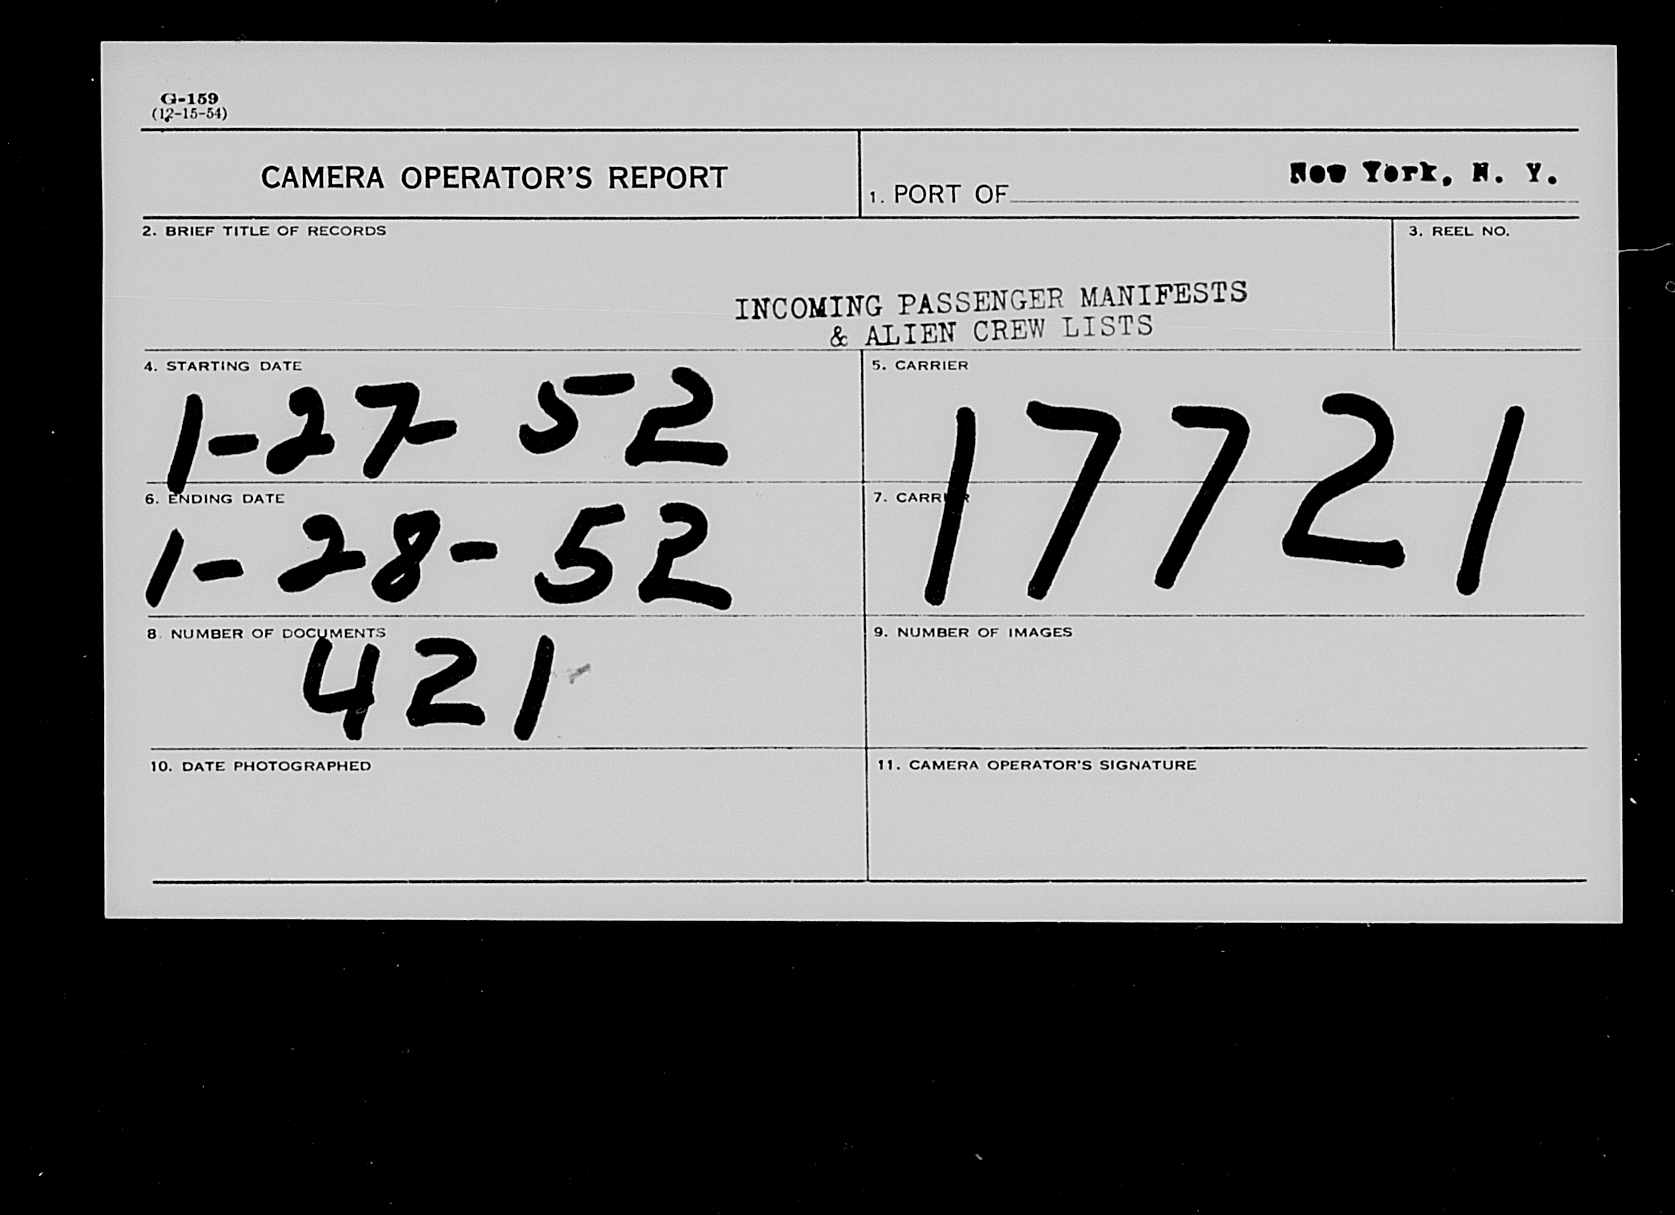 G-159
(12-15-54)
CAMERA OPERATOR'S REPORT
1. PORT OF New York, N. Y.
2. BRIEF TITLE OF RECORDS
3. REEL NO.
INCOMING PASSENGER MANIFESTS
& ALIEN CREW LISTS
4. STARTING DATE
1-27-52
5. CARRIER
17721
6. ENDING DATE
1-28-52
7. CARRIER
8. NUMBER OF DOCUMENTS
421
9. NUMBER OF IMAGES
10. DATE PHOTOGRAPHED
11. CAMERA OPERATOR'S SIGNATURE